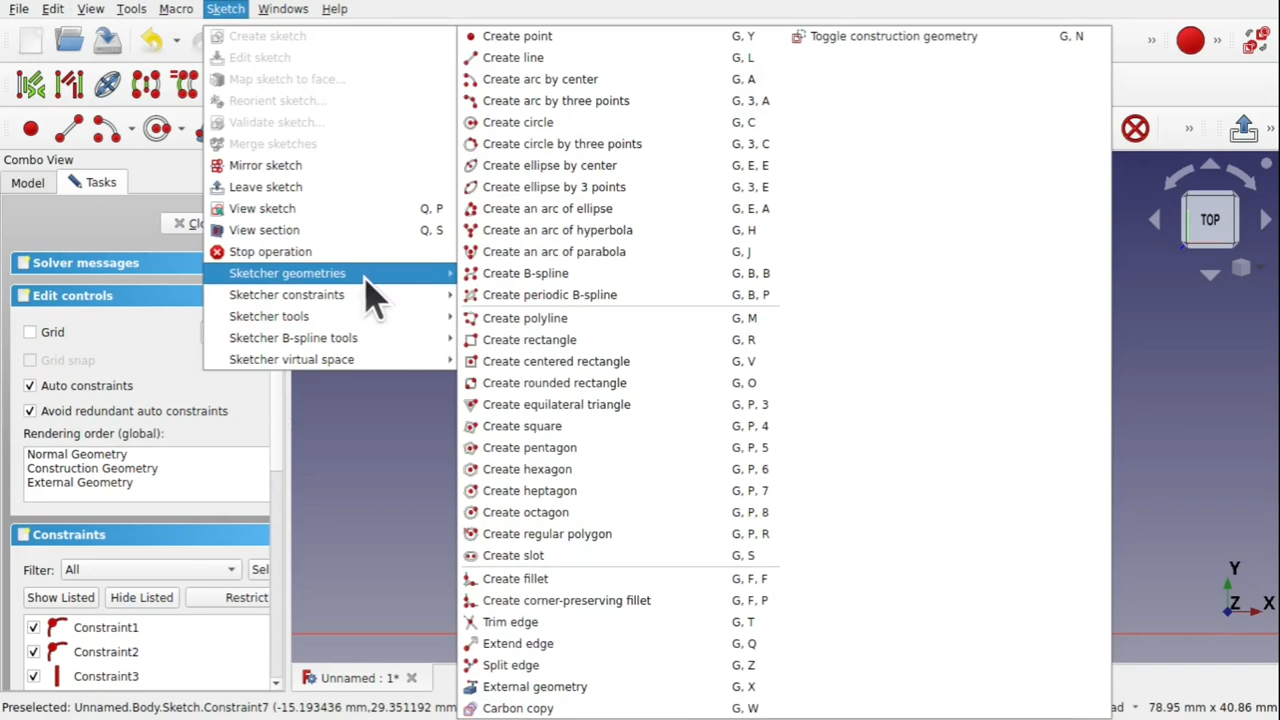 File Edit View Tools Macro Sketch Windows Help
Create sketch
Edit sketch
Map sketch to face...
Reorient sketch...
Validate sketch...
Merge sketches
Mirror sketch
Leave sketch
View sketch Q, P
View section Q, S
Stop operation
Sketcher geometries
Sketcher constraints
Sketcher tools
Sketcher B-spline tools
Sketcher virtual space
Create point G, Y
Create line G, L
Create arc by center G, A
Create arc by three points G, 3, A
Create circle G, C
Create circle by three points G, 3, C
Create ellipse by center G, E, E
Create ellipse by 3 points G, 3, E
Create an arc of ellipse G, E, A
Create an arc of hyperbola G, H
Create an arc of parabola G, J
Create B-spline G, B, B
Create periodic B-spline G, B, P
Create polyline G, M
Create rectangle G, R
Create centered rectangle G, V
Create rounded rectangle G, O
Create equilateral triangle G, P, 3
Create square G, P, 4
Create pentagon G, P, 5
Create hexagon G, P, 6
Create heptagon G, P, 7
Create octagon G, P, 8
Create regular polygon G, P, R
Create slot G, S
Create fillet G, F, F
Create corner-preserving fillet G, F, P
Trim edge G, T
Extend edge G, Q
Split edge G, Z
External geometry G, X
Carbon copy G, W
Toggle construction geometry G, N
Combo View
Model Tasks
Clo
Solver messages
Edit controls
Grid
Grid snap
Auto constraints
Avoid redundant auto constraints
Rendering order (global):
Normal Geometry
Construction Geometry
External Geometry
Constraints
Filter: All Sel
Show Listed Hide Listed Restrict
Constraint1
Constraint2
Constraint3
TOP
Y
Z X
Unnamed : 1*
Preselected: Unnamed.Body.Sketch.Constraint7 (-15.193436 mm,29.351192 mm
ad 78.95 mm x 40.86 mm